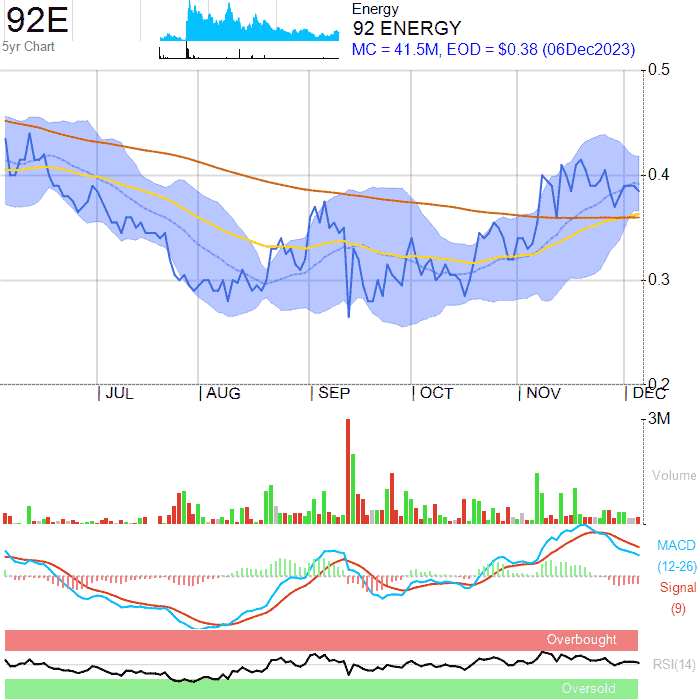 92E
5yr Chart
Energy
92 ENERGY
MC = 41.5M, EOD = $0.38 (06Dec2023)
0.5
0.4
0.3
0.2
JUL
AUG
SEP
OCT
NOV
DEC
3M
Volume
MACD
(12-26)
Signal
(9)
Overbought
RSI(14)
Oversold